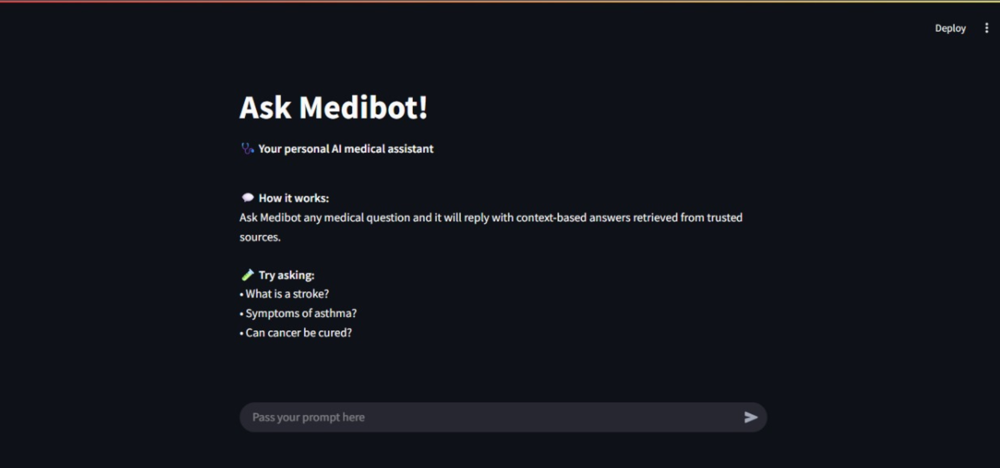 Deploy
Ask Medibot!
🩺 Your personal AI medical assistant
💬 How it works:
Ask Medibot any medical question and it will reply with context-based answers retrieved from trusted
sources.
🧪 Try asking:
• What is a stroke?
• Symptoms of asthma?
• Can cancer be cured?
Pass your prompt here